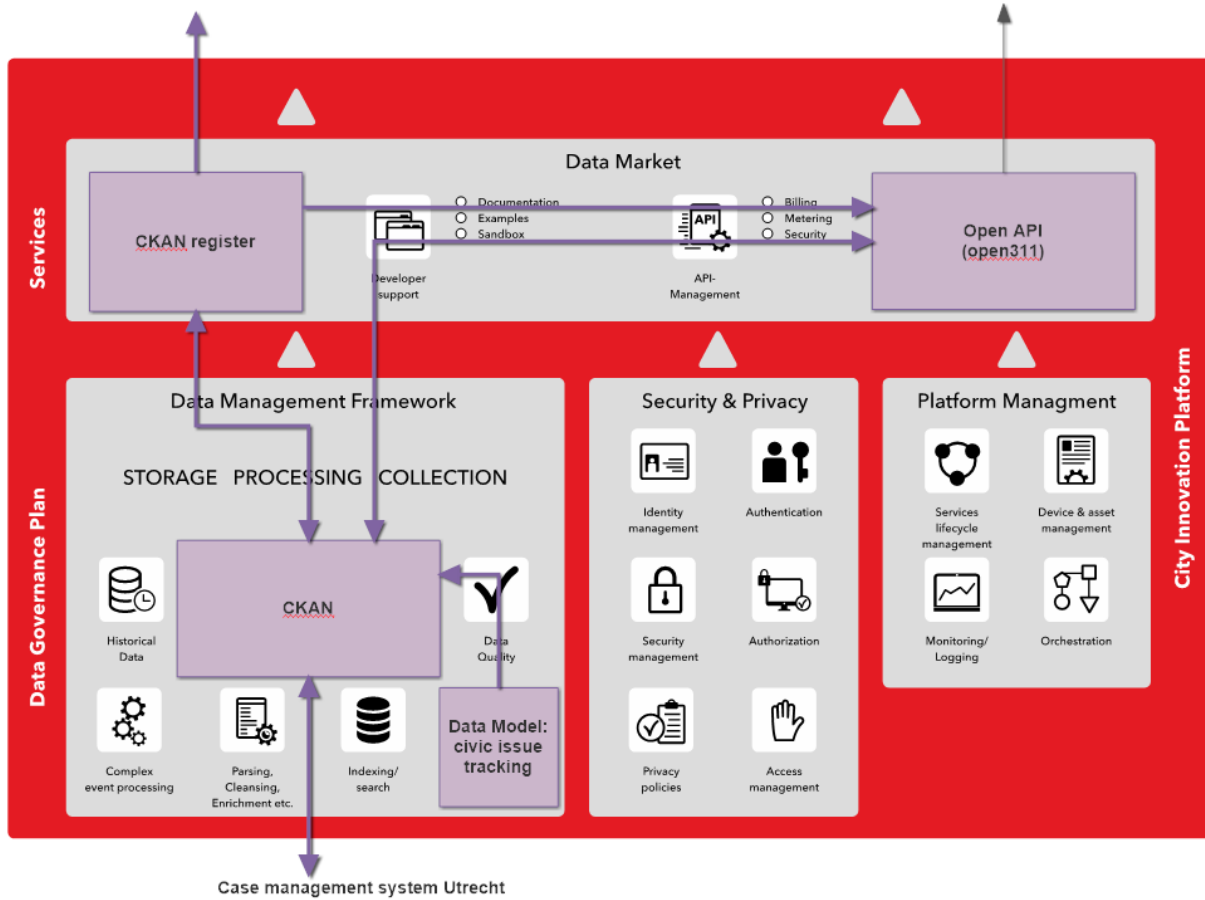 Data Market
CKAN register
Documentation
Examples
Sandbox
Developer
support
API
API-
Management
Billing
Metering
Security
Open API
(open311)
Services
Data Management Framework
STORAGE PROCESSING COLLECTION
CKAN
Historical
Data
Data
Quality
Complex
event processing
Parsing,
Cleansing,
Enrichment etc.
Indexing/
search
Data Model:
civic issue
tracking
Data Governance Plan
Security & Privacy
Identity
management
Authentication
Security
management
Authorization
Privacy
policies
Access
management
Platform Managment
Services
lifecycle
management
Device & asset
management
Monitoring/
Logging
Orchestration
City Innovation Platform
Case management system Utrecht